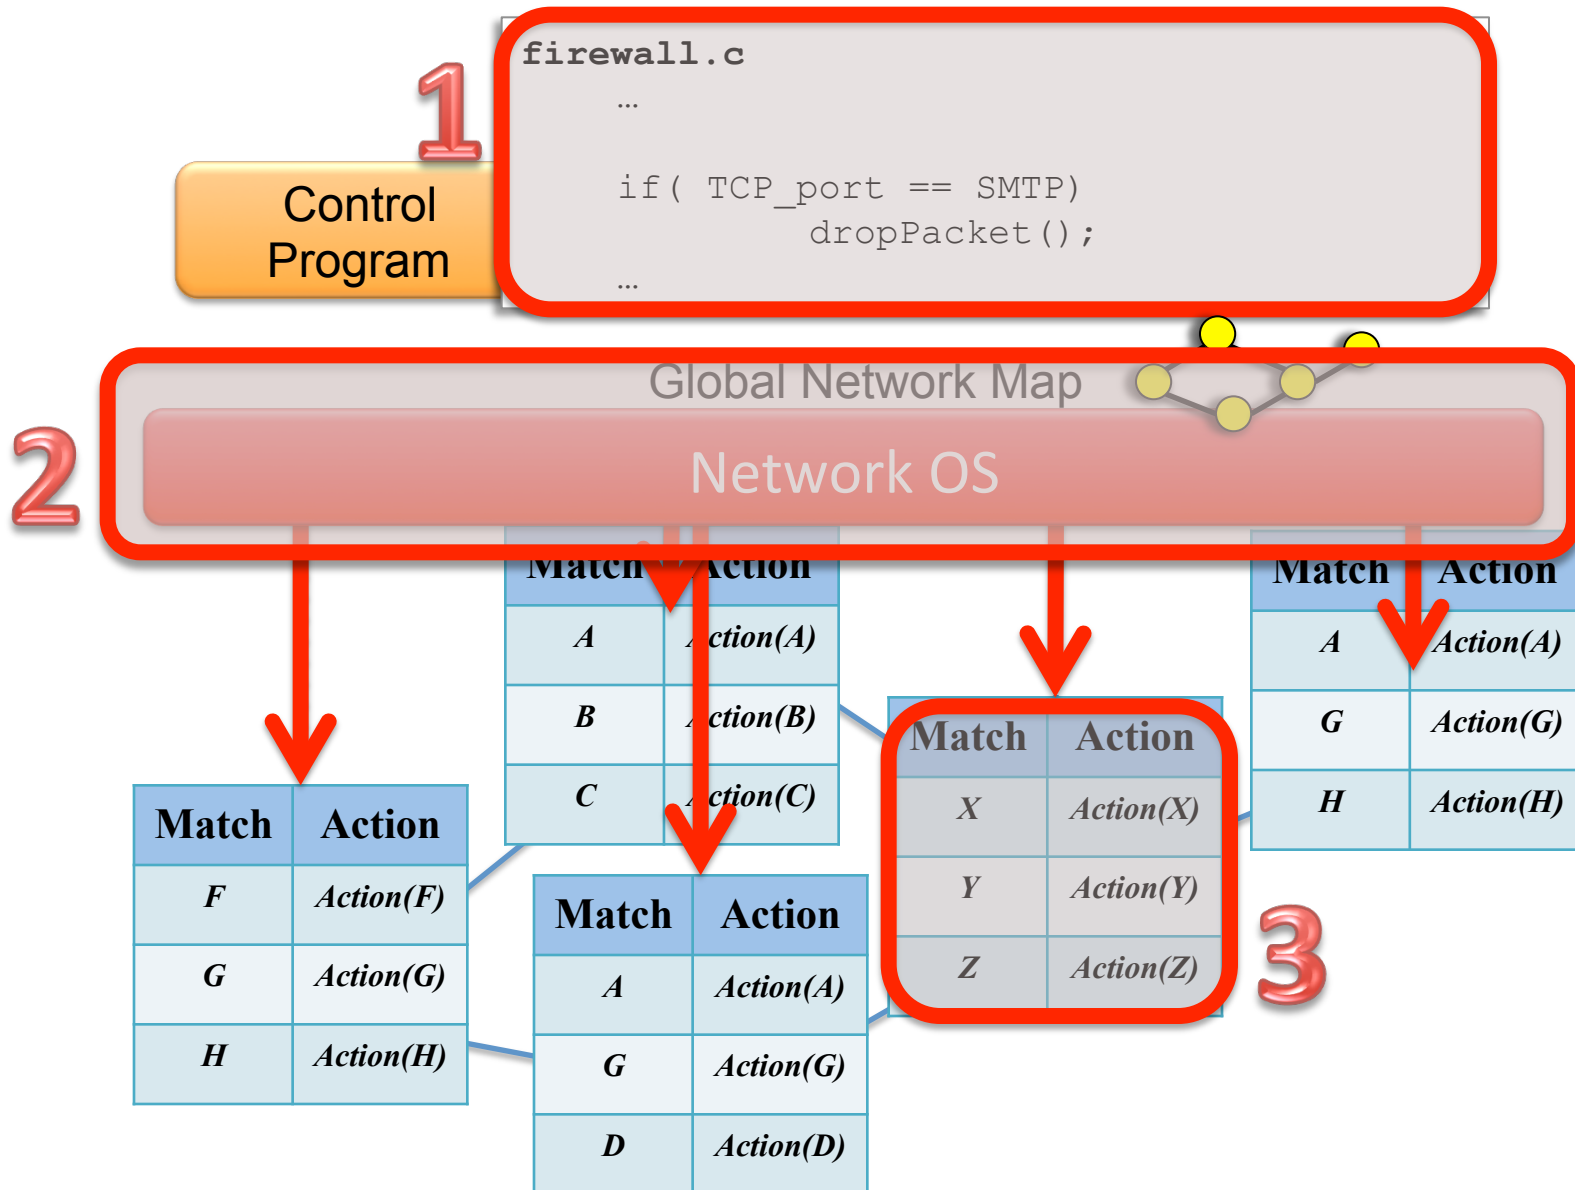 1
firewall.c
…
if( TCP_port == SMTP)
dropPacket();
…
Control
Program
2
Global Network Map
Network OS
Match Action
A Action(A)
B Action(B)
C Action(C)
Match Action
A Action(A)
G Action(G)
H Action(H)
Match Action
X Action(X)
Y Action(Y)
Z Action(Z)
3
Match Action
F Action(F)
G Action(G)
H Action(H)
Match Action
A Action(A)
G Action(G)
D Action(D)